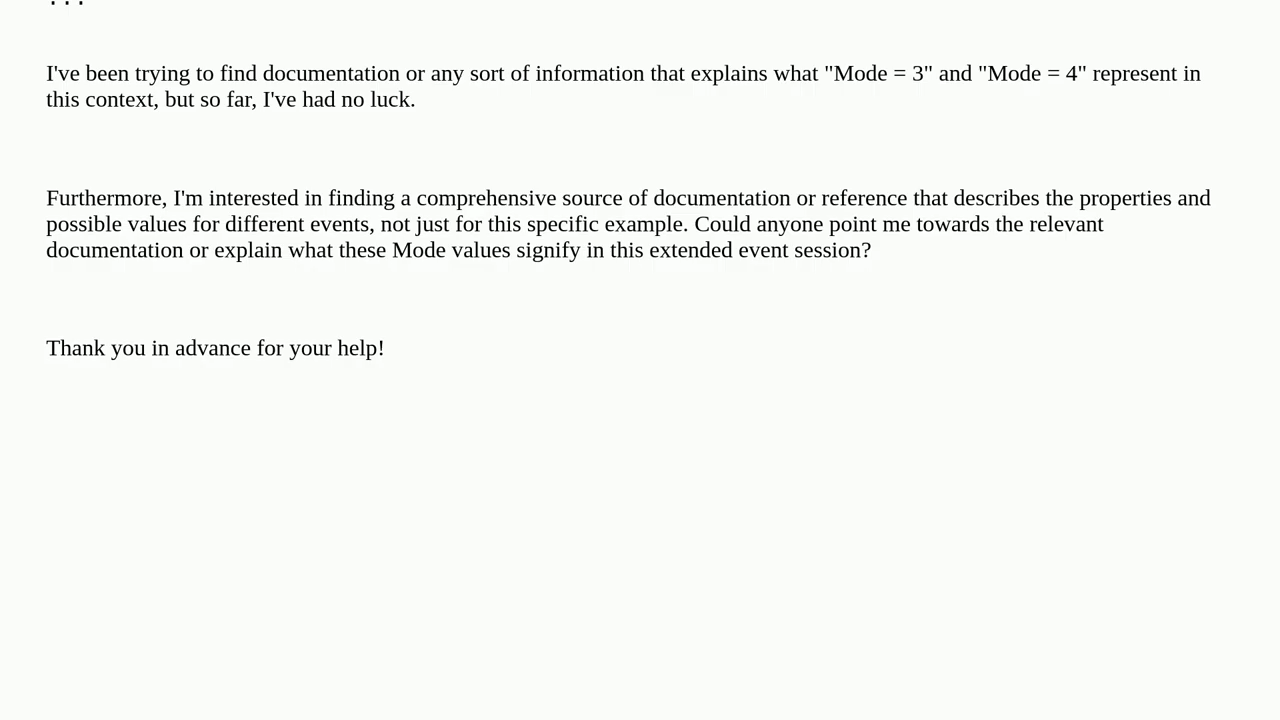 I've been trying to find documentation or any sort of information that explains what "Mode = 3" and "Mode = 4" represent in
this context, but so far, I've had no luck.
Furthermore, I'm interested in finding a comprehensive source of documentation or reference that describes the properties and
possible values for different events, not just for this specific example. Could anyone point me towards the relevant
documentation or explain what these Mode values signify in this extended event session?
Thank you in advance for your help!